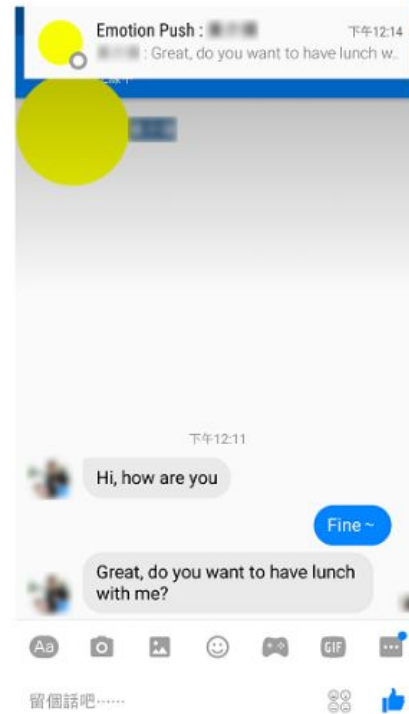 Emotion Push :
下午12:14
: Great, do you want to have lunch w..
下午12:11
Hi, how are you
Fine ~
Great, do you want to have lunch
with me?
Aa
GIF
留個話吧……